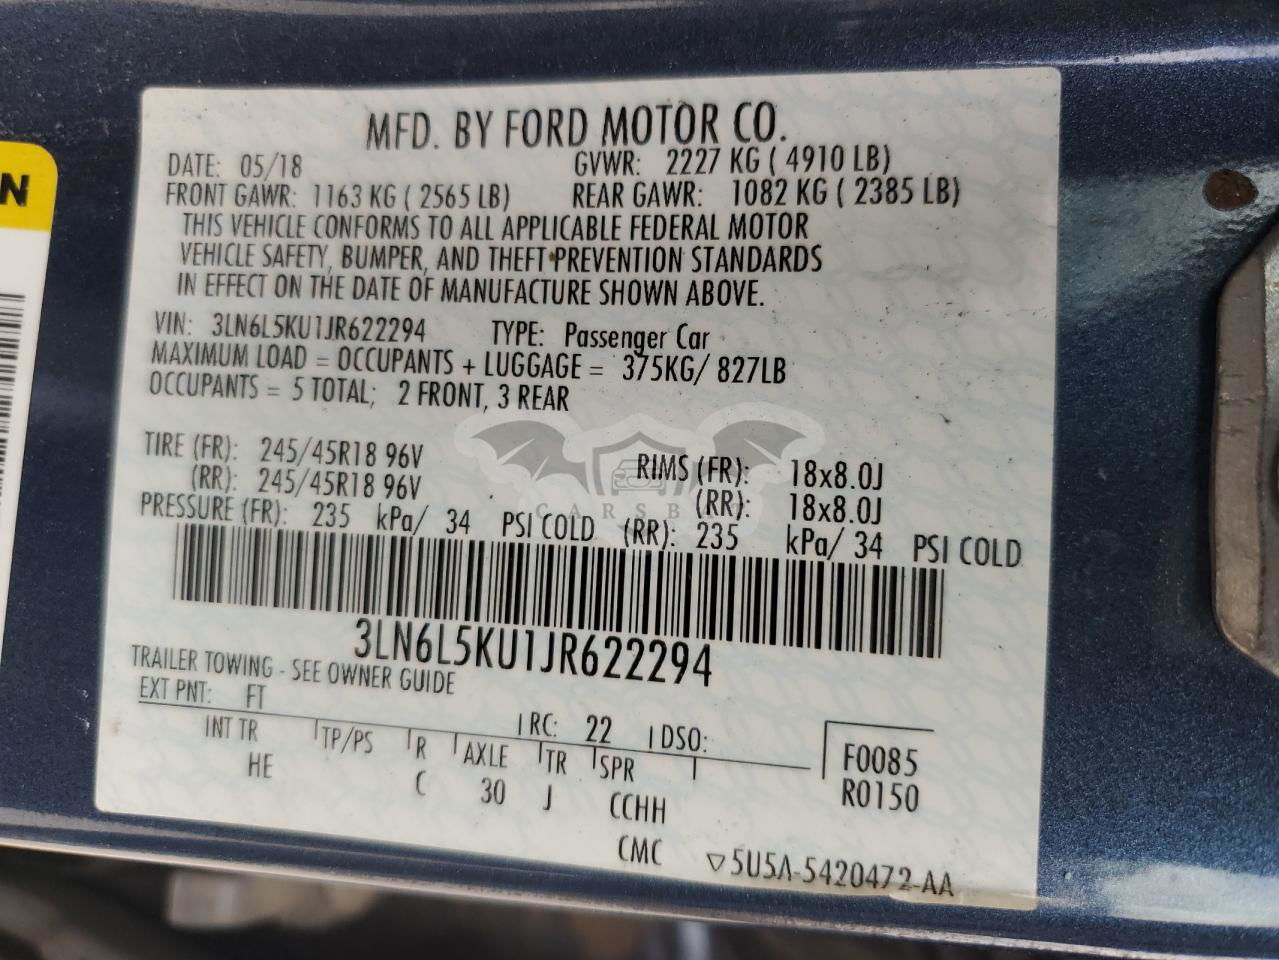 N
MFD. BY FORD MOTOR CO.
DATE: 05/18 GVWR: 2227 KG ( 4910 LB)
FRONT GAWR: 1163 KG ( 2565 LB) REAR GAWR: 1082 KG ( 2385 LB)
THIS VEHICLE CONFORMS TO ALL APPLICABLE FEDERAL MOTOR
VEHICLE SAFETY, BUMPER, AND THEFT PREVENTION STANDARDS
IN EFFECT ON THE DATE OF MANUFACTURE SHOWN ABOVE.
VIN: 3LN6L5KU1JR622294 TYPE: Passenger Car
MAXIMUM LOAD = OCCUPANTS + LUGGAGE = 375KG/ 827LB
OCCUPANTS = 5 TOTAL; 2 FRONT, 3 REAR
TIRE (FR): 245/45R18 96V RIMS (FR): 18x8.0J
(RR): 245/45R18 96V (RR): 18x8.0J
PRESSURE (FR): 235 kPa/ 34 PSI COLD (RR): 235 kPa/ 34 PSI COLD
3LN6L5KU1JR622294
TRAILER TOWING - SEE OWNER GUIDE
EXT PNT: FT RC: 22 DSO:
INT TR TP/PS R AXLE TR SPR F0085
HE C 30 J CCHH R0150
CMC 5U5A-5420472-AA